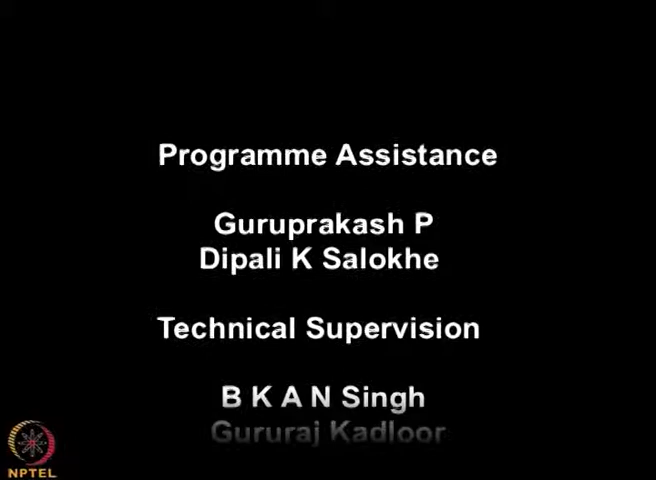 Programme Assistance
Guruprakash P
Dipali K Salokhe
Technical Supervision
B K A N Singh
Gururaj Kadloor
NPTEL